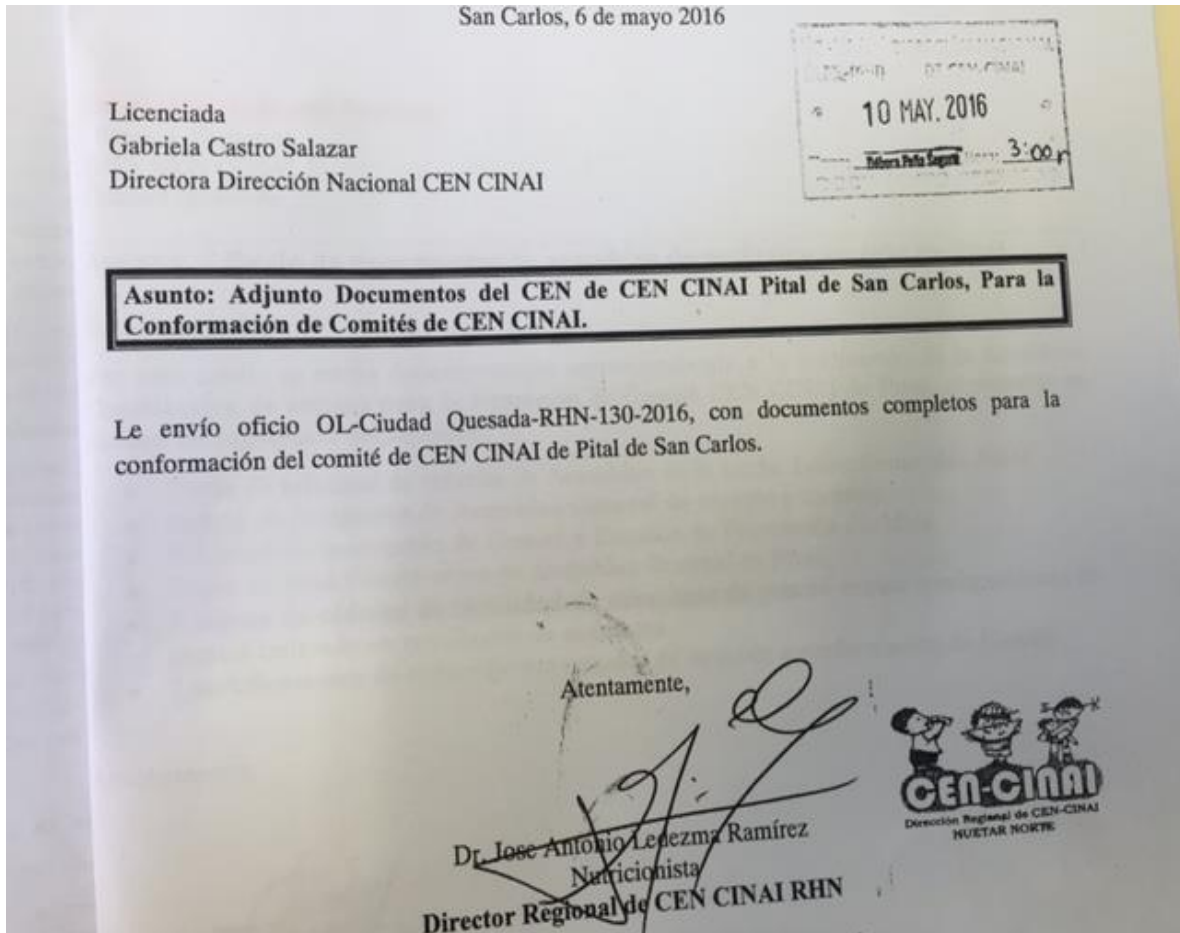 San Carlos, 6 de mayo 2016
10 MAY. 2016
3:00
Licenciada
Gabriela Castro Salazar
Directora Dirección Nacional CEN CINAI
Asunto: Adjunto Documentos del CEN de CEN CINAI Pital de San Carlos, Para la
Conformación de Comités de CEN CINAI.
Le envío oficio OL-Ciudad Quesada-RHN-130-2016, con documentos completos para la
conformación del comité de CEN CINAI de Pital de San Carlos.
Atentamente,
CEN-CINAI
Dirección Regional de CEN-CINAI
HUETAR NORTE
Dr. Jose Antonio Ledezma Ramírez
Nutricionista
Director Regional de CEN CINAI RHN